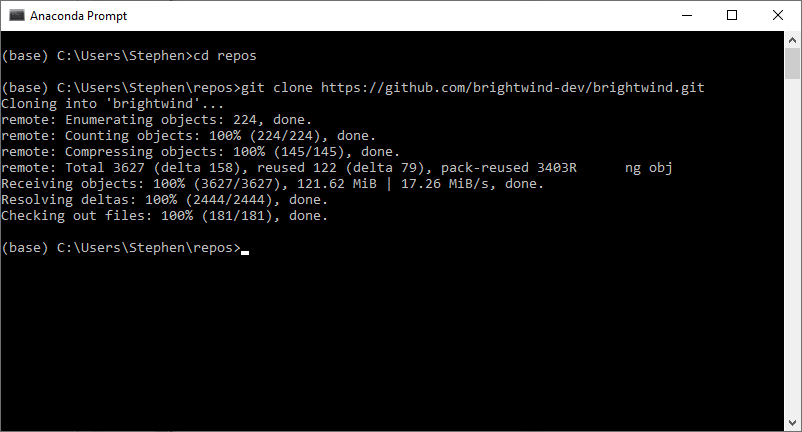 Anaconda Prompt
(base) C:\Users\Stephen>cd repos
(base) C:\Users\Stephen\repos>git clone https://github.com/brightwind-dev/brightwind.git
Cloning into 'brightwind'...
remote: Enumerating objects: 224, done.
remote: Counting objects: 100% (224/224), done.
remote: Compressing objects: 100% (145/145), done.
remote: Total 3627 (delta 158), reused 122 (delta 79), pack-reused 3403R      ng obj
Receiving objects: 100% (3627/3627), 121.62 MiB | 17.26 MiB/s, done.
Resolving deltas: 100% (2444/2444), done.
Checking out files: 100% (181/181), done.
(base) C:\Users\Stephen\repos>